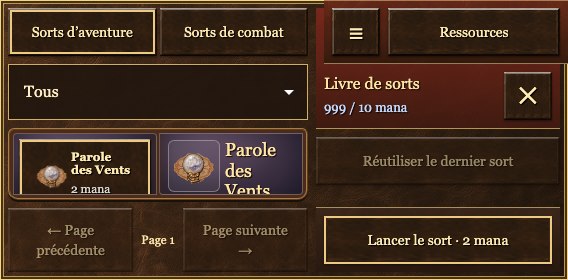 Sorts d’aventure
Sorts de combat
≡
Ressources
Tous
Livre de sorts
999 / 10 mana
×
Parole
des Vents
2 mana
Parole
des
Vents
Réutiliser le dernier sort
← Page
précédente
Page 1
Page suivante
→
Lancer le sort · 2 mana